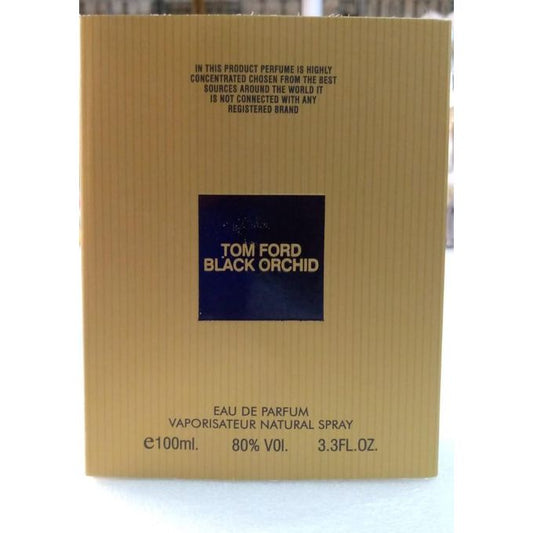 IN THIS PRODUCT PERFUME IS HIGHLY
CONCENTRATED CHOSEN FROM THE BEST
SOURCES AROUND THE WORLD IT
IS NOT CONNECTED WITH ANY
REGISTERED BRAND
TOM FORD
BLACK ORCHID
EAU DE PARFUM
VAPORISATEUR NATURAL SPRAY
e100ml. 80% VOl. 3.3FL.OZ.